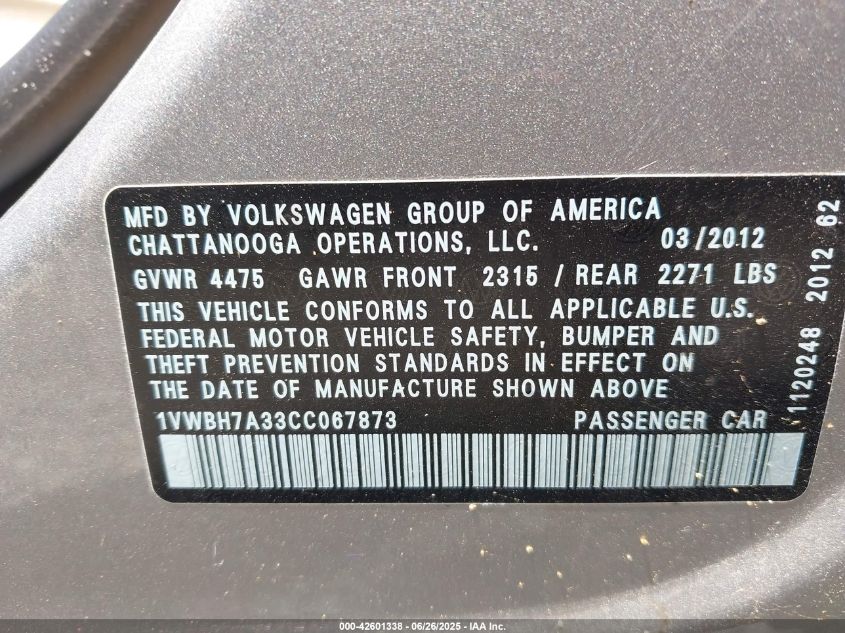 MFD BY VOLKSWAGEN GROUP OF AMERICA
CHATTANOOGA OPERATIONS, LLC. 03/2012
GVWR 4475 GAWR FRONT 2315 / REAR 2271 LBS
THIS VEHICLE CONFORMS TO ALL APPLICABLE U.S.
FEDERAL MOTOR VEHICLE SAFETY, BUMPER AND
THEFT PREVENTION STANDARDS IN EFFECT ON
THE DATE OF MANUFACTURE SHOWN ABOVE
1VWBH7A33CC067873 PASSENGER CAR
1120248 2012 62
000-42601338 - 06/26/2025 - IAA Inc.